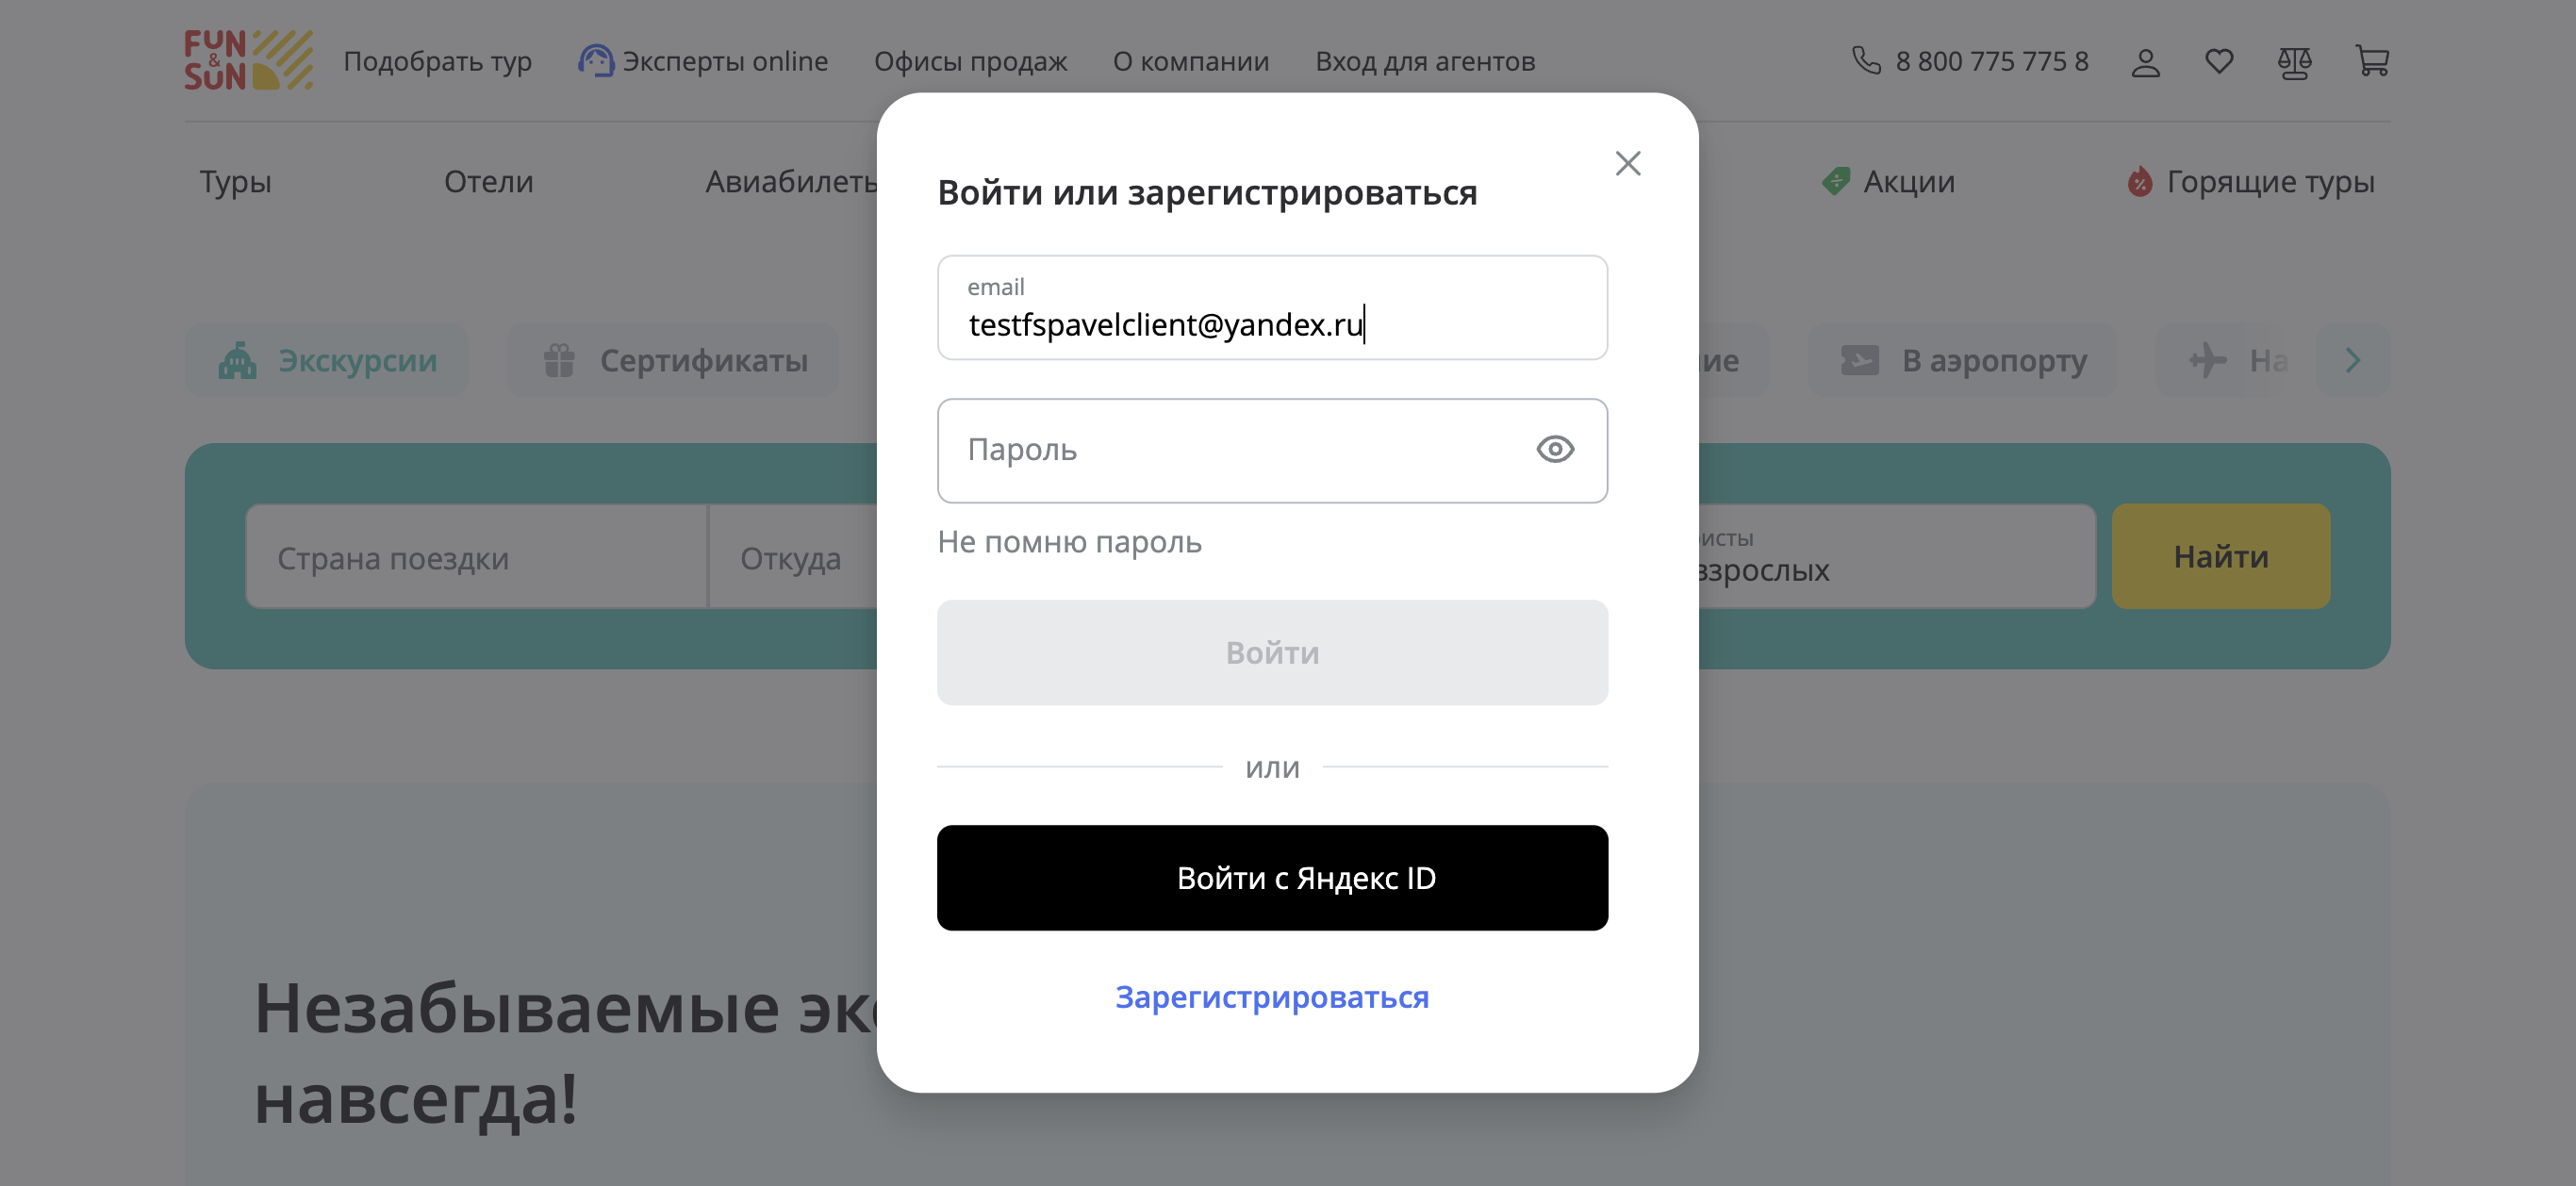 FUN
&
SUN
Подобрать тур
Эксперты online
Офисы продаж
О компании
Вход для агентов
8 800 775 775 8
Туры
Отели
Авиабилеты
Акции
Горящие туры
Войти или зарегистрироваться
email
testfspavelclient@yandex.ru
Экскурсии
Сертификаты
ие
В аэропорту
На
Пароль
Не помню пароль
Страна поездки
Откуда
исты
взрослых
Найти
Войти
или
Войти с Яндекс ID
Зарегистрироваться
Незабываемые экс
навсегда!